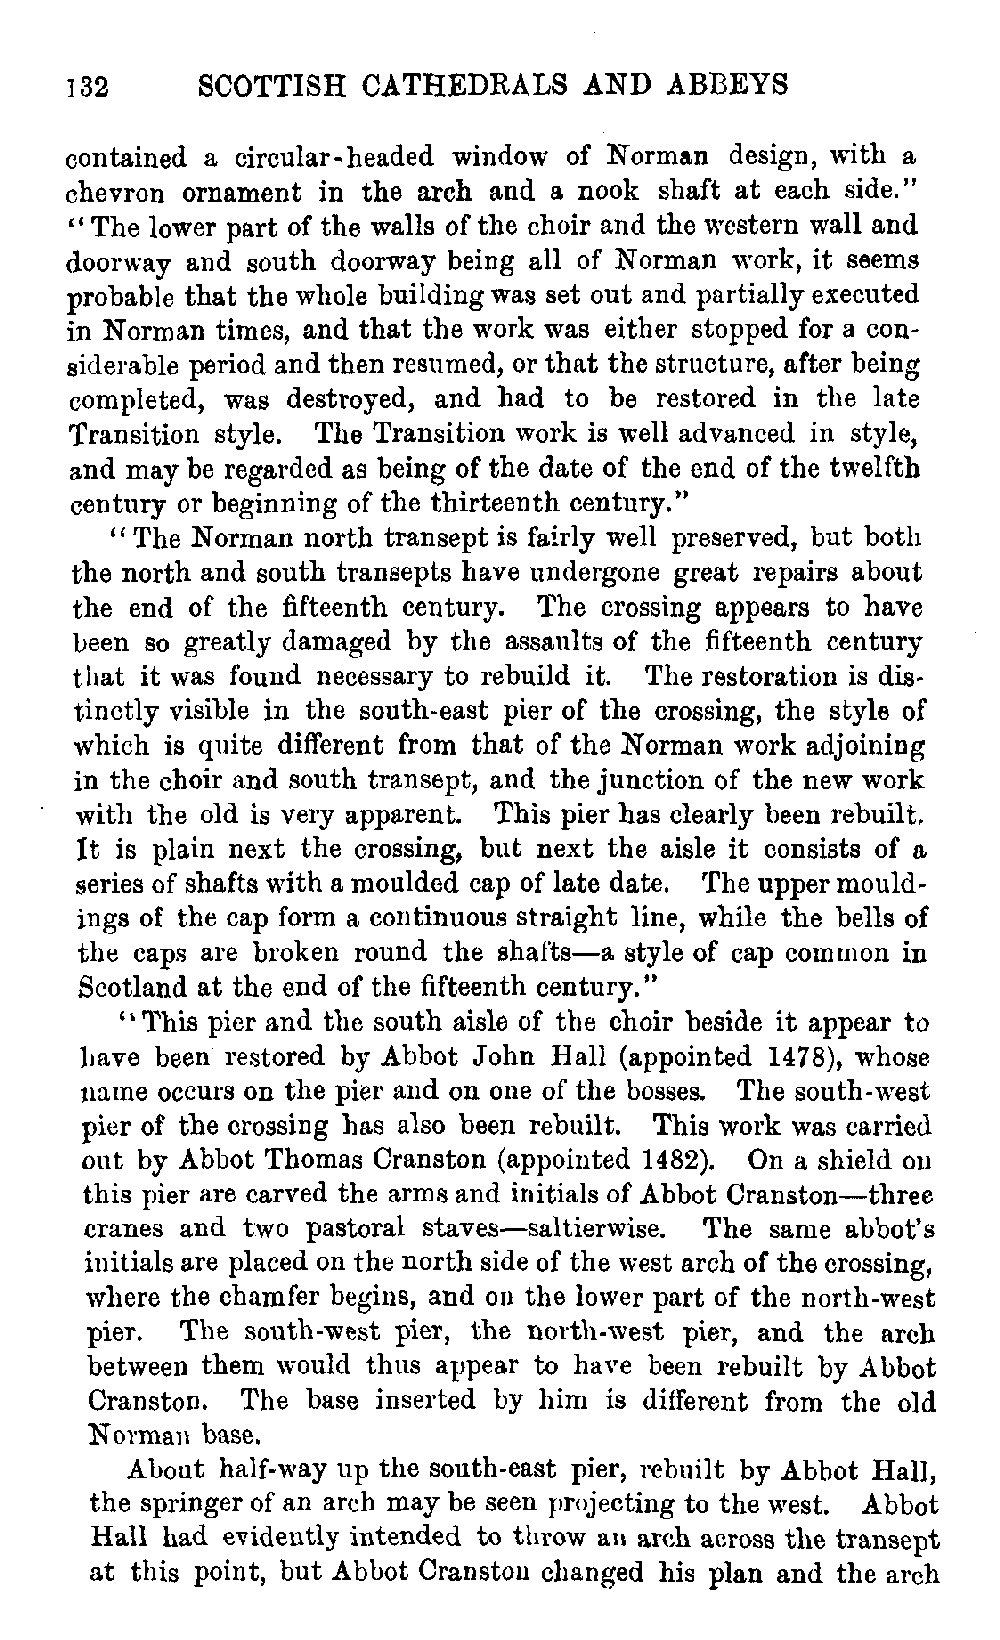 132 SCOTTISH CATHEDRALS AND ABBEYS
contained a circular-headed window of Norman design, with a
chevron ornament in the arch and a nook shaft at each side."
"The lower part of the walls of the choir and the western wall and
doorway and south doorway being all of Norman work, it seems
probable that the whole building was set out and partially executed
in Norman times, and that the work was either stopped for a con-
siderable period and then resumed, or that the structure, after being
completed, was destroyed, and had to be restored in the late
Transition style. The Transition work is well advanced in style,
and may be regarded as being of the date of the end of the twelfth
century or beginning of the thirteenth century."
"The Norman north transept is fairly well preserved, but both
the north and south transepts have undergone great repairs about
the end of the fifteenth century. The crossing appears to have
been so greatly damaged by the assaults of the fifteenth century
that it was found necessary to rebuild it. The restoration is dis-
tinctly visible in the south-east pier of the crossing, the style of
which is quite different from that of the Norman work adjoining
in the choir and south transept, and the junction of the new work
with the old is very apparent. This pier has clearly been rebuilt.
It is plain next the crossing, but next the aisle it consists of a
series of shafts with a moulded cap of late date. The upper mould-
ings of the cap form a continuous straight line, while the bells of
the caps are broken round the shafts—a style of cap common in
Scotland at the end of the fifteenth century."
"This pier and the south aisle of the choir beside it appear to
have been restored by Abbot John Hall (appointed 1478), whose
name occurs on the pier and on one of the bosses. The south-west
pier of the crossing has also been rebuilt. This work was carried
out by Abbot Thomas Cranston (appointed 1482). On a shield on
this pier are carved the arms and initials of Abbot Cranston—three
cranes and two pastoral staves—saltierwise. The same abbot's
initials are placed on the north side of the west arch of the crossing,
where the chamfer begins, and on the lower part of the north-west
pier. The south-west pier, the north-west pier, and the arch
between them would thus appear to have been rebuilt by Abbot
Cranston. The base inserted by him is different from the old
Norman base.
About half-way up the south-east pier, rebuilt by Abbot Hall,
the springer of an arch may be seen projecting to the west. Abbot
Hall had evidently intended to throw an arch across the transept
at this point, but Abbot Cranston changed his plan and the arch